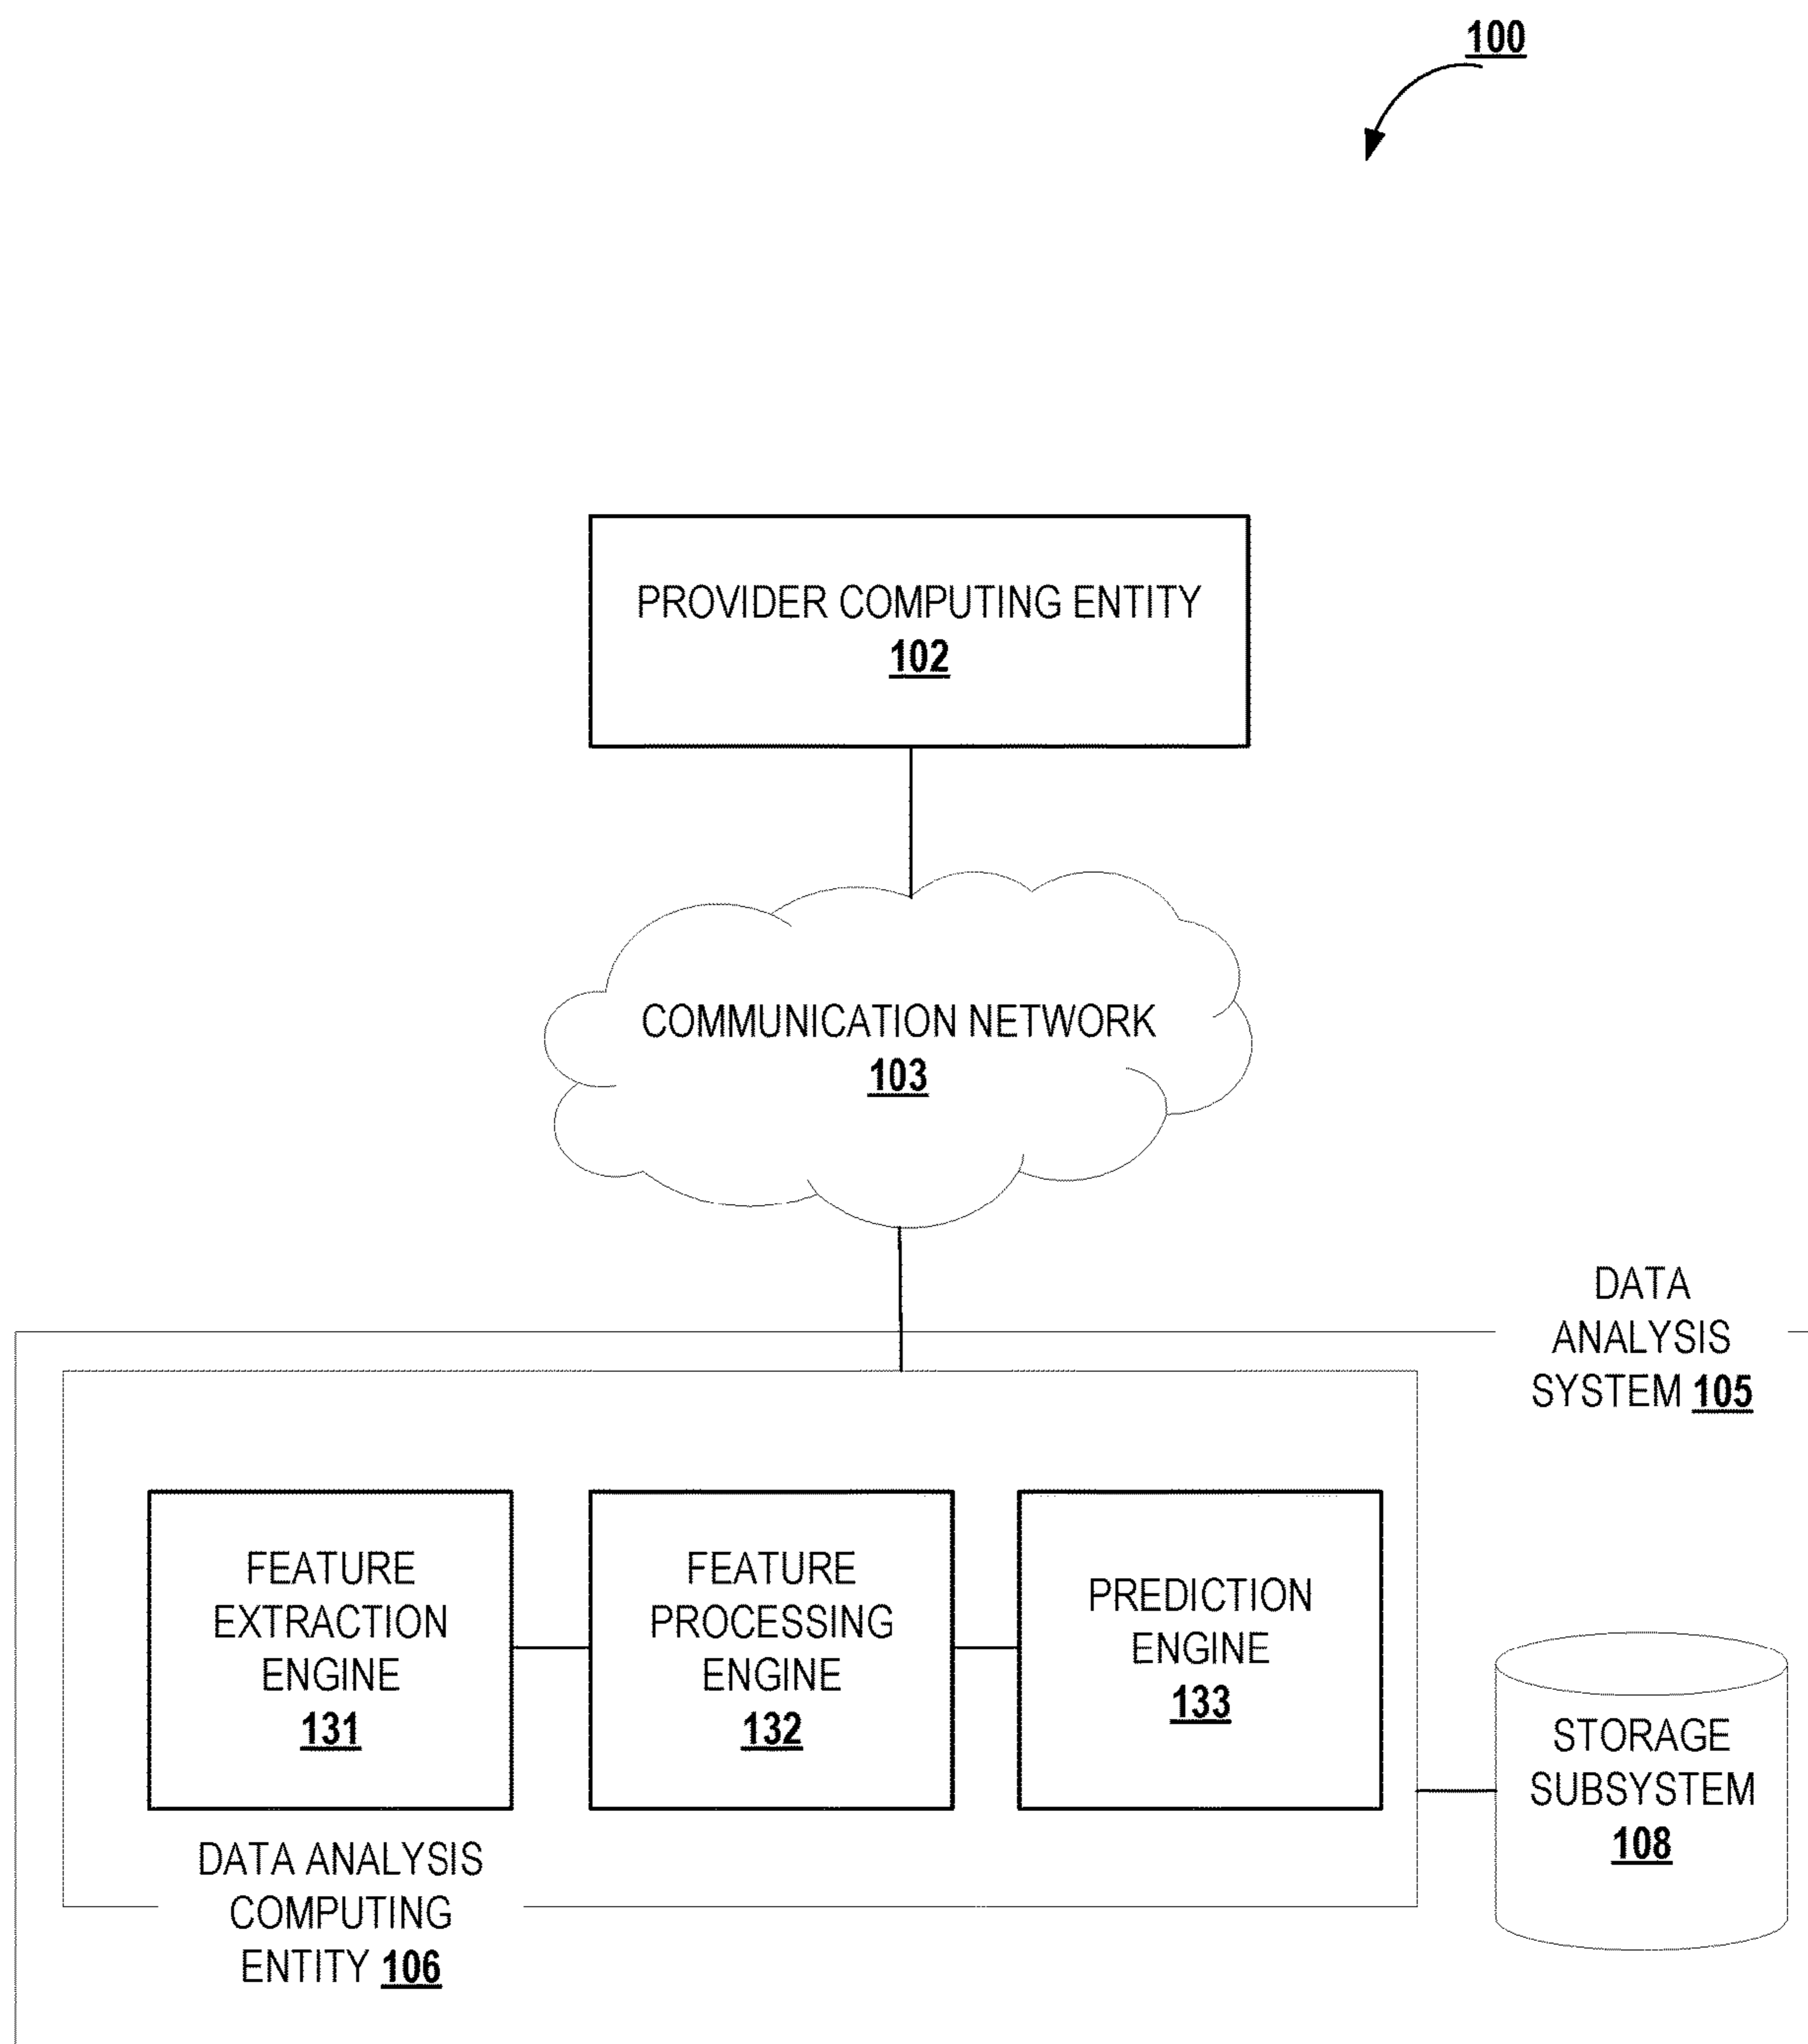 100
PROVIDER COMPUTING ENTITY
102
COMMUNICATION NETWORK
103
DATA
ANALYSIS
SYSTEM 105
FEATURE
EXTRACTION
ENGINE
131
FEATURE
PROCESSING
ENGINE
132
PREDICTION
ENGINE
133
STORAGE
SUBSYSTEM
108
DATA ANALYSIS
COMPUTING
ENTITY 106